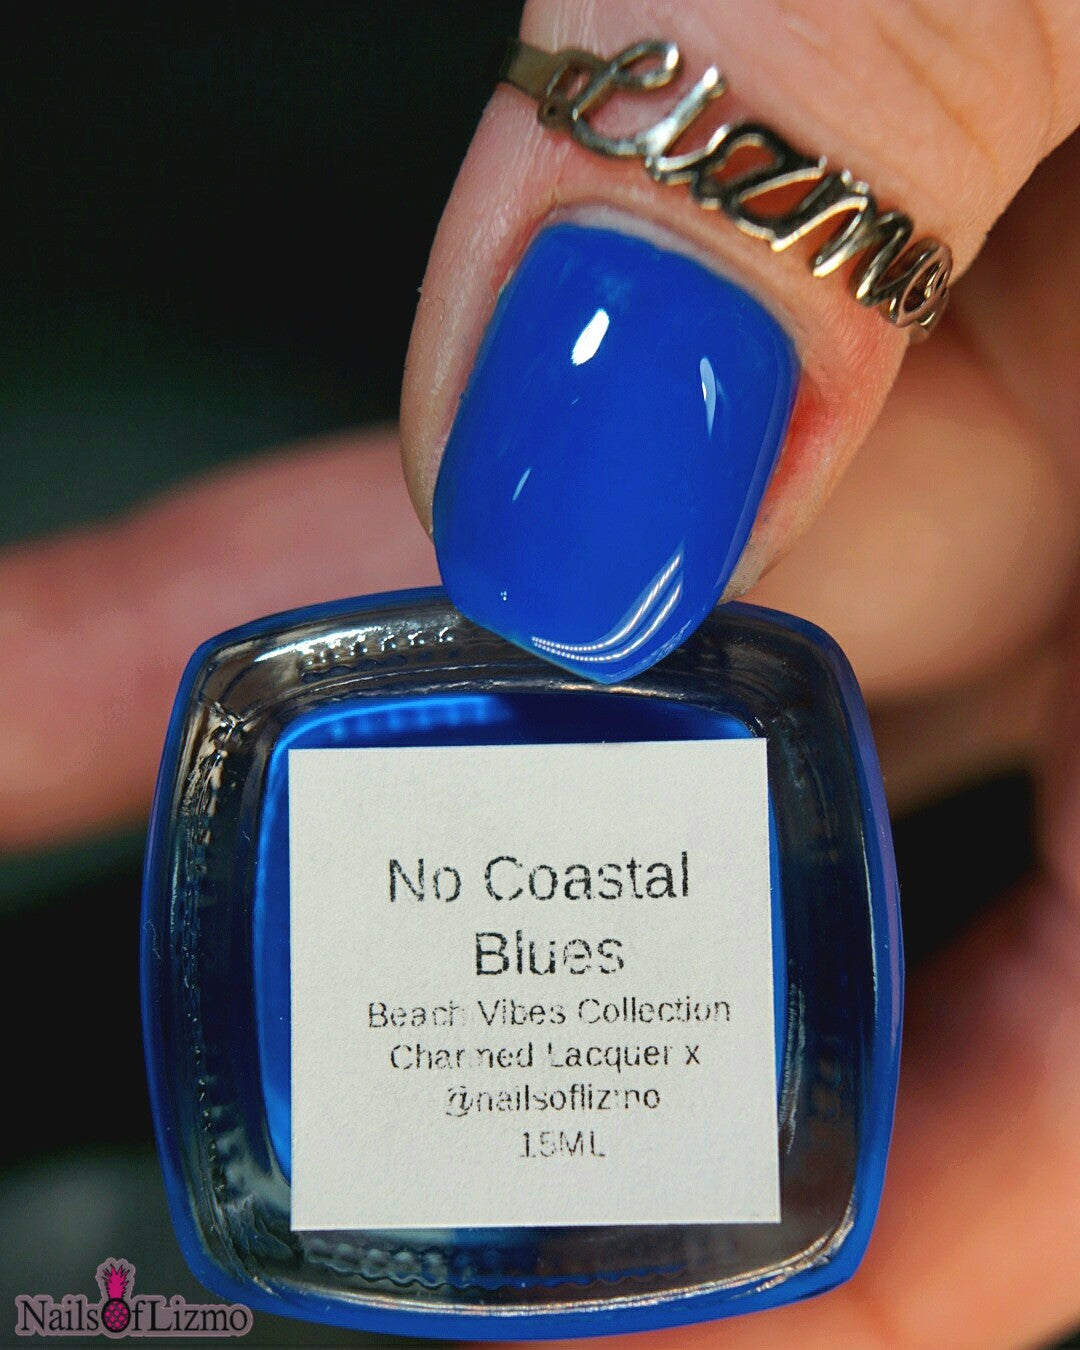 Lizmo
No Coastal
Blues
Beach Vibes Collection
Charmed Lacquer x
@nailsoflizmo
15ML
NailsOfLizmo